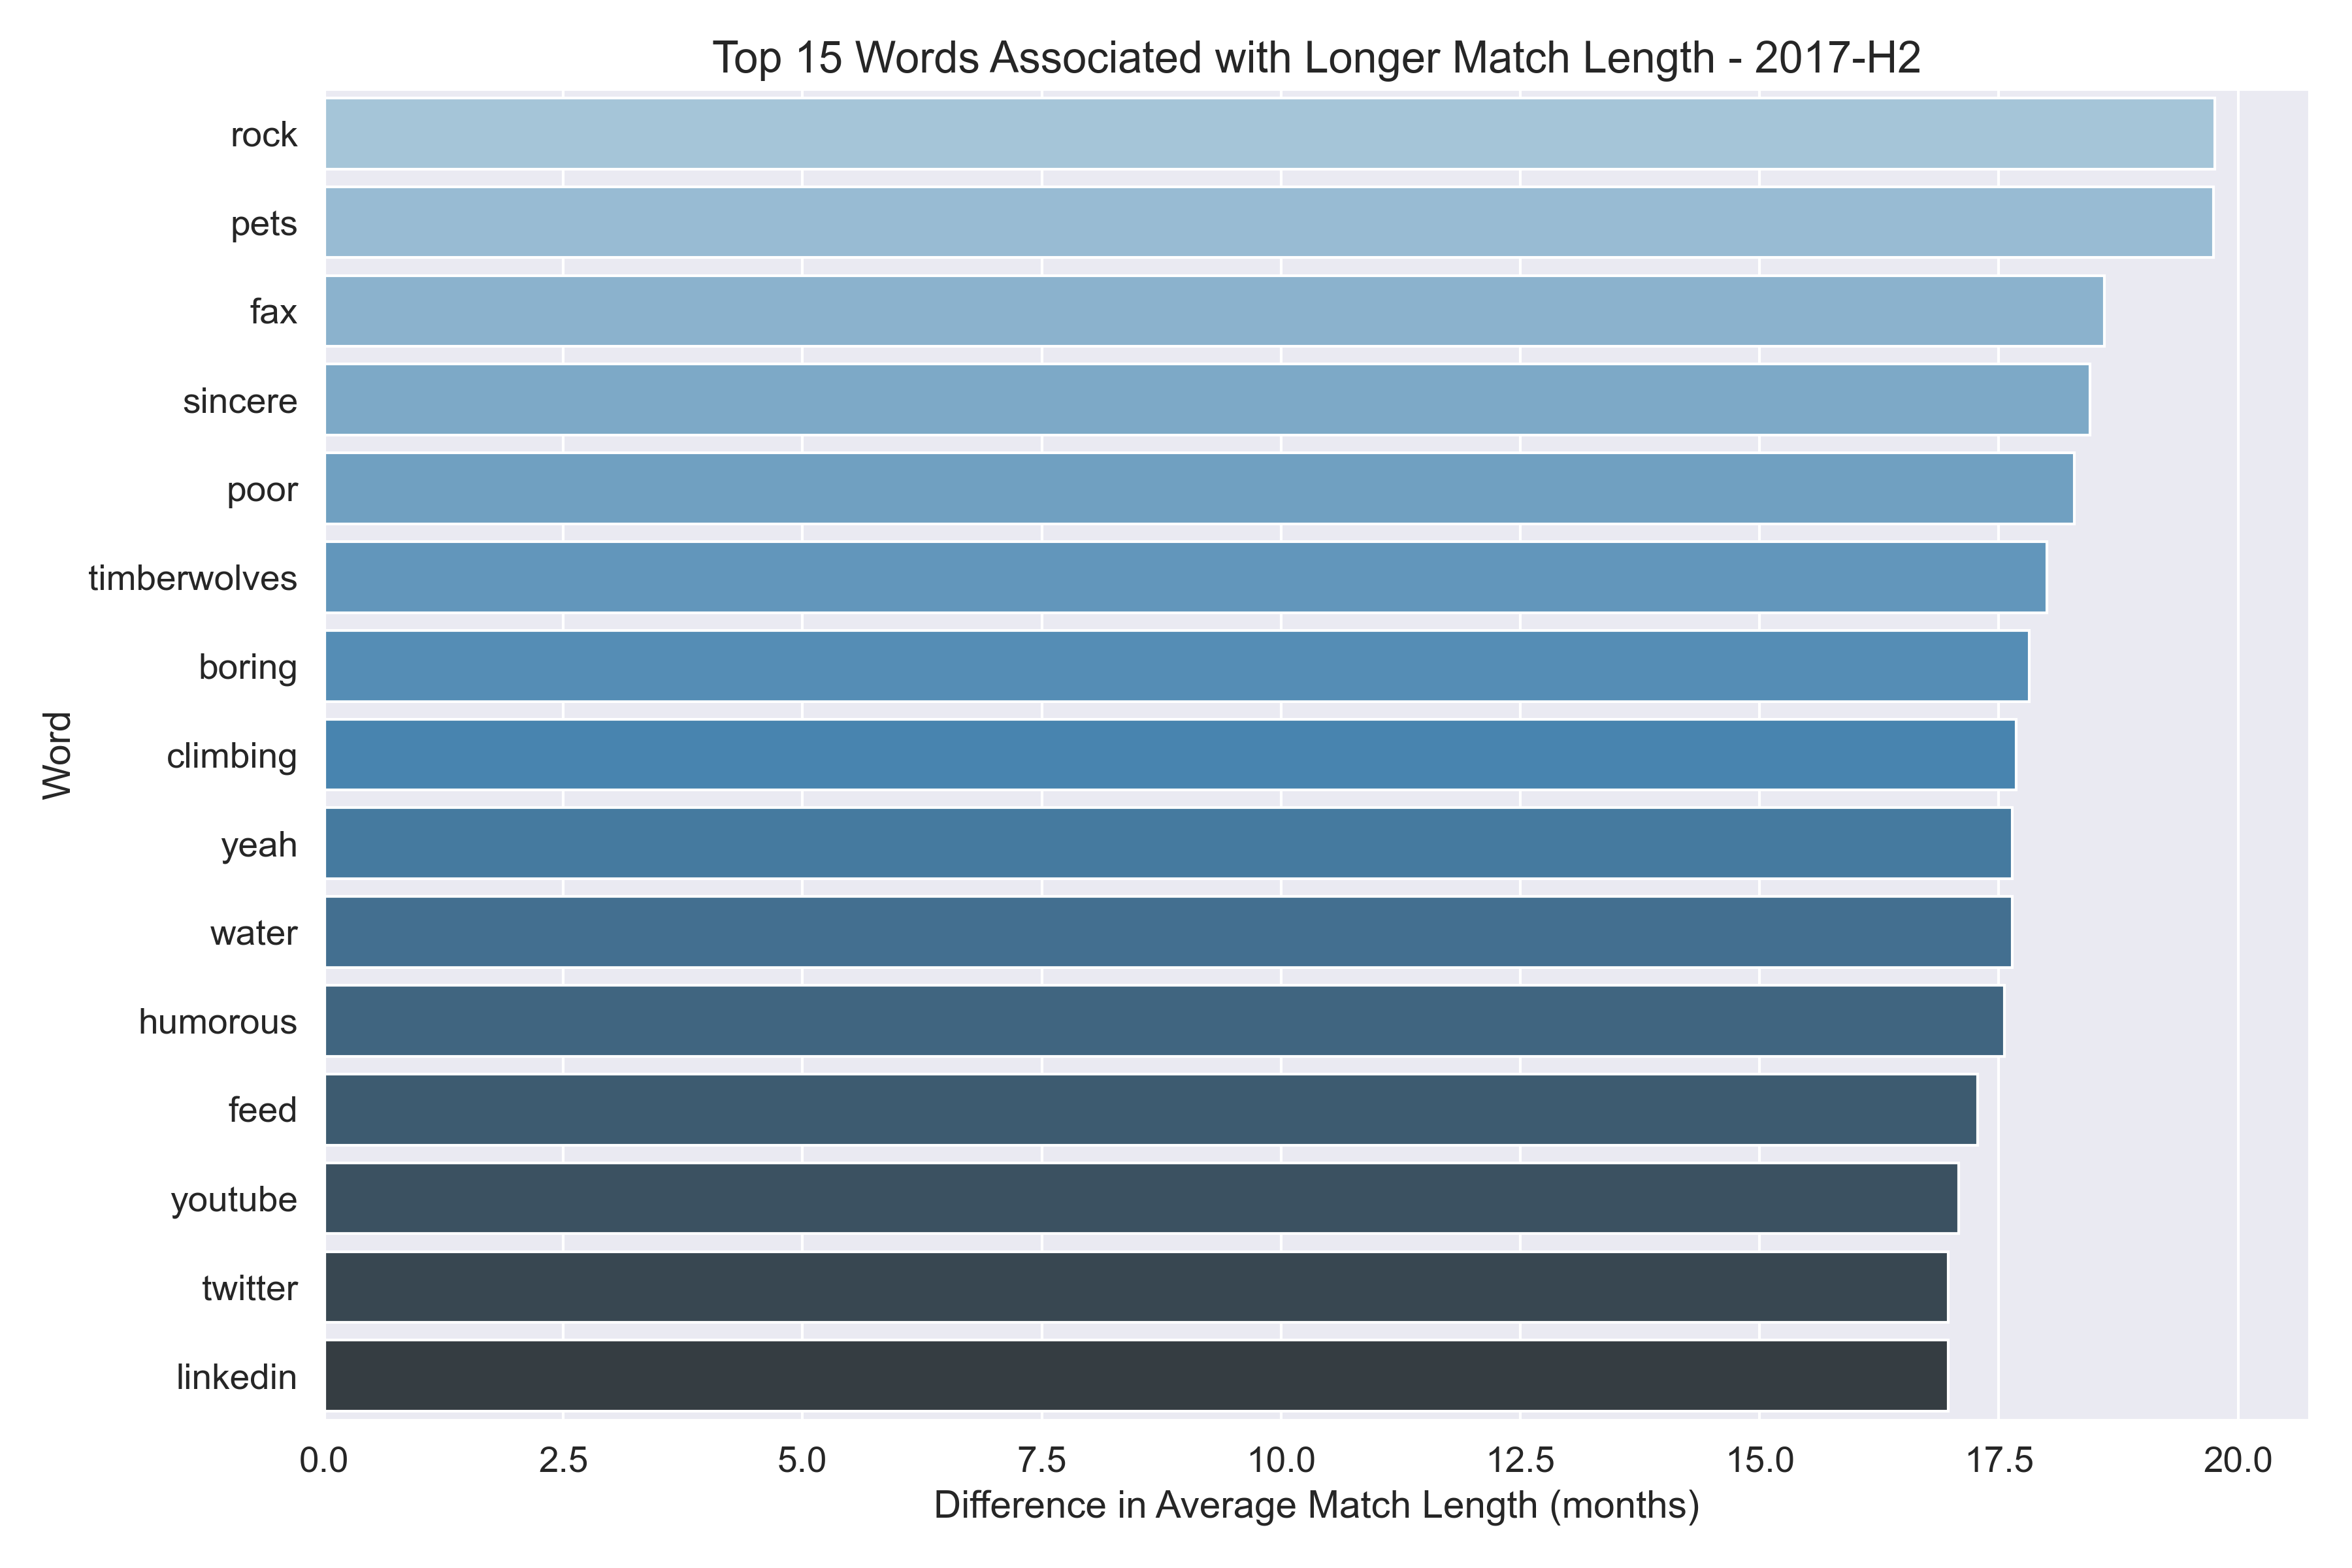 Top 15 Words Associated with Longer Match Length - 2017-H2
rock
pets
fax
sincere
poor
timberwolves
boring
climbing
yeah
water
humorous
feed
youtube
twitter
linkedin
Word
0.0 2.5 5.0 7.5 10.0 12.5 15.0 17.5 20.0
Difference in Average Match Length (months)